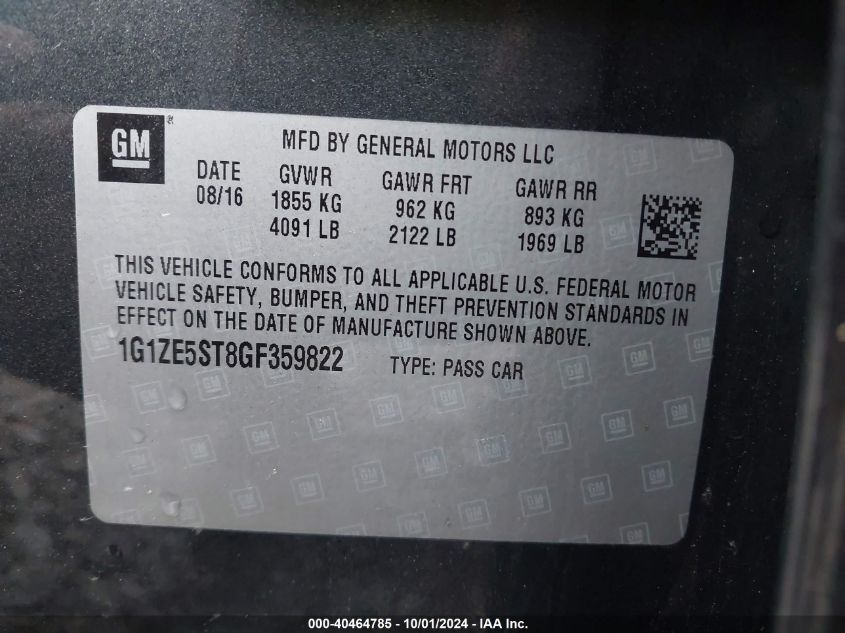 GM
MFD BY GENERAL MOTORS LLC
DATE GVWR GAWR FRT GAWR RR
08/16 1855 KG 962 KG 893 KG
4091 LB 2122 LB 1969 LB
THIS VEHICLE CONFORMS TO ALL APPLICABLE U.S. FEDERAL MOTOR
VEHICLE SAFETY, BUMPER, AND THEFT PREVENTION STANDARDS IN
EFFECT ON THE DATE OF MANUFACTURE SHOWN ABOVE.
1G1ZE5ST8GF359822 TYPE: PASS CAR
000-40464785 - 10/01/2024 - IAA Inc.